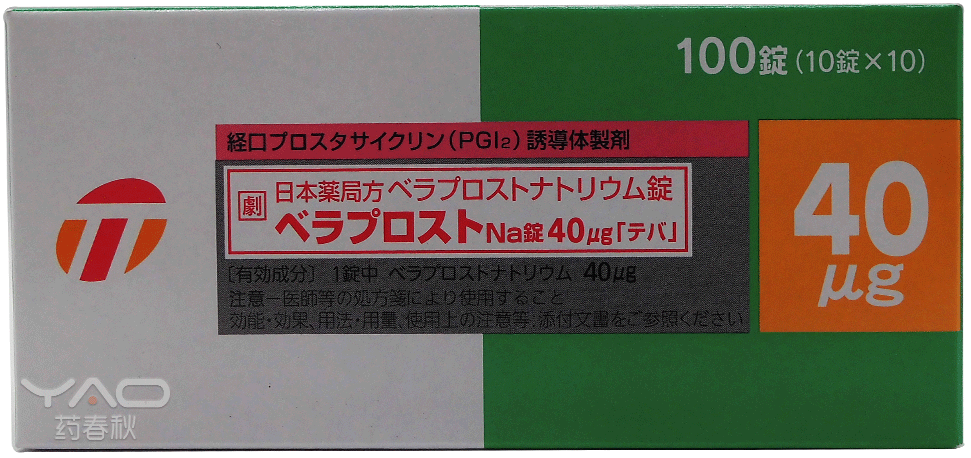 100錠(10錠×10)
経口プロスタサイクリン(PGI₂)誘導体製剤
劇
日本薬局方 ベラプロストナトリウム錠
ベラプロスト Na錠40μg「テバ」
40
μg
〔有効成分〕 1錠中 ベラプロストナトリウム 40μg
注意－医師等の処方箋により使用すること
効能・効果、用法・用量、使用上の注意等、添付文書をご参照ください
YAO
药春秋